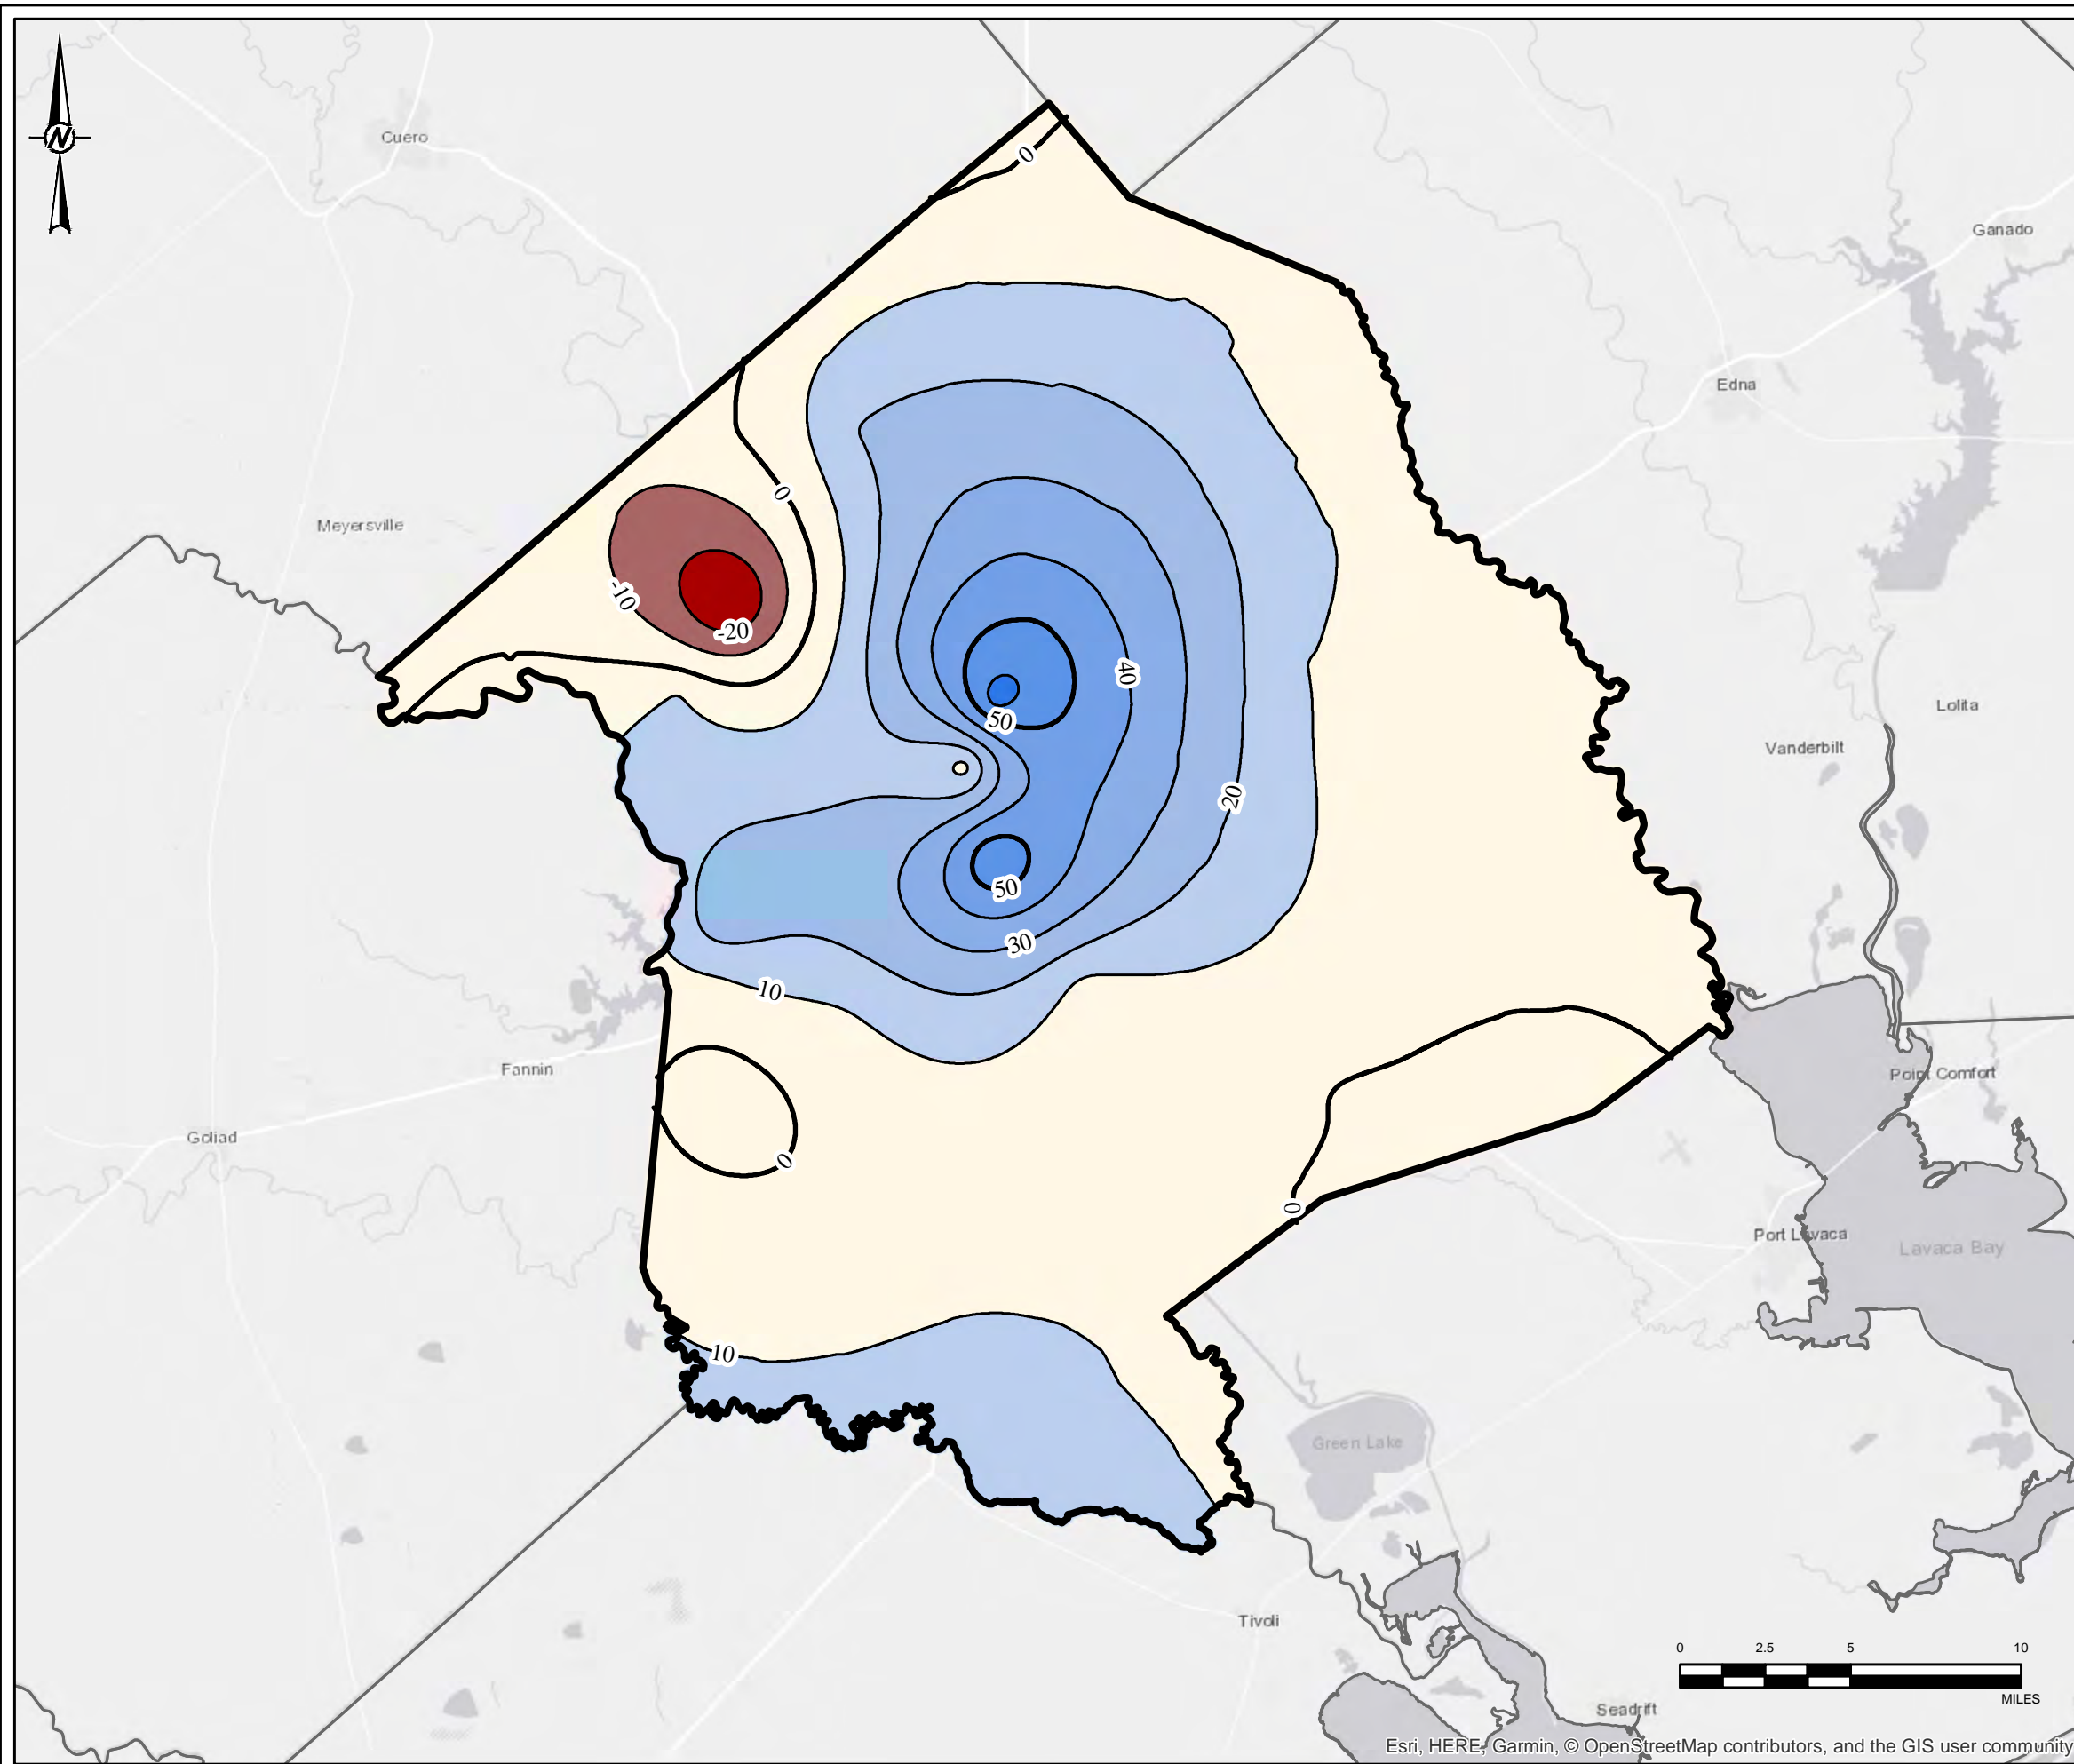 N
Cuero
0
Ganado
Edna
0
Meyersville
-10
-20
40
Lolita
50
Vanderbilt
20
50
30
10
Fannin
Point Comfort
Goliad
0
0
Port Lavaca
Lavaca Bay
10
Green Lake
Tivoli
0 2.5 5 10
MILES
Seadrift
Esri, HERE, Garmin, © OpenStreetMap contributors, and the GIS user community